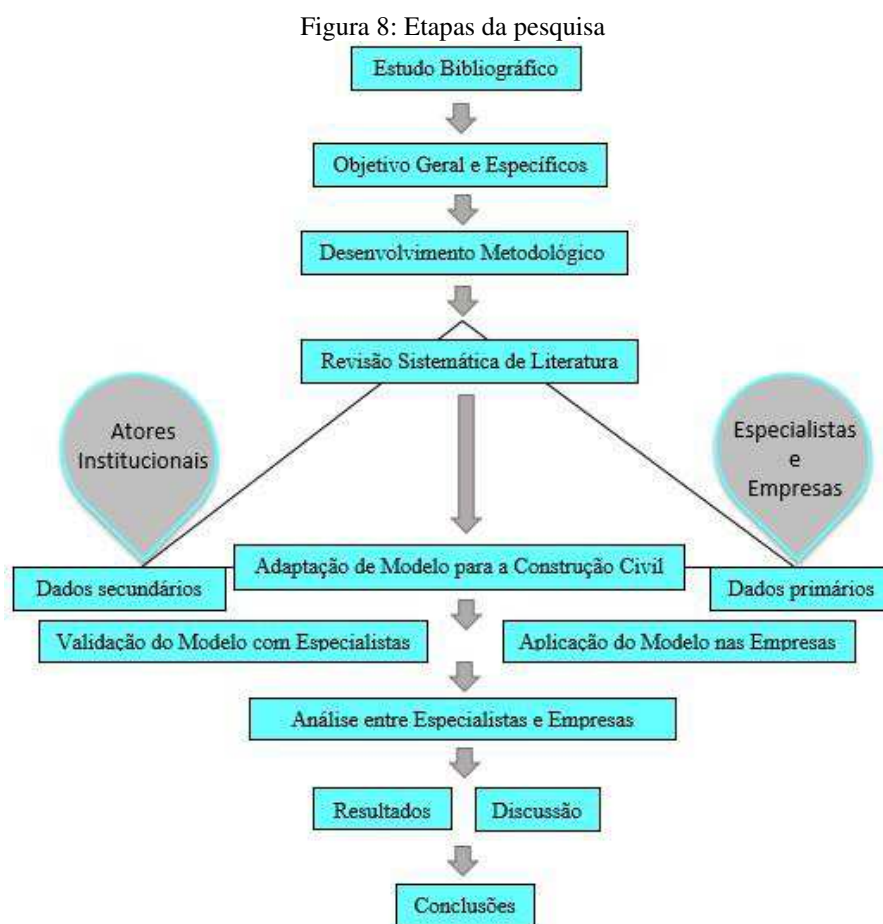 Figura 8: Etapas da pesquisa
Estudo Bibliográfico
Objetivo Geral e Específicos
Desenvolvimento Metodológico
Revisão Sistemática de Literatura
Atores
Institucionais
Especialistas
e
Empresas
Adaptação de Modelo para a Construção Civil
Dados secundários
Dados primários
Validação do Modelo com Especialistas
Aplicação do Modelo nas Empresas
Análise entre Especialistas e Empresas
Resultados
Discussão
Conclusões